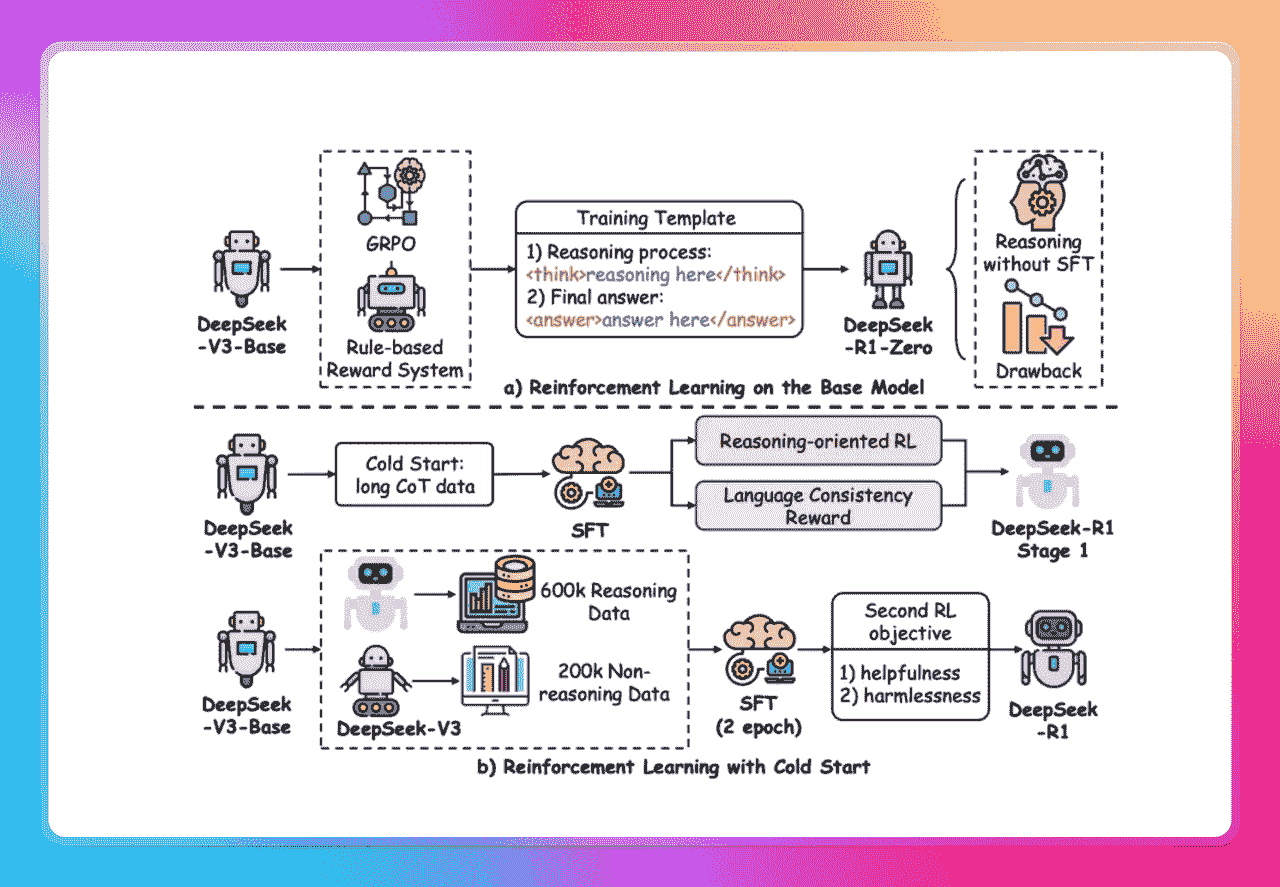 GRPO
Rule-based
Reward System
DeepSeek
-V3-Base
Training Template
1) Reasoning process:
<think>reasoning here</think>
2) Final answer:
<answer>answer here</answer>
DeepSeek
-R1-Zero
Reasoning
without SFT
Drawback
a) Reinforcement Learning on the Base Model
DeepSeek
-V3-Base
Cold Start:
long CoT data
SFT
Reasoning-oriented RL
Language Consistency
Reward
DeepSeek-R1
Stage 1
DeepSeek
-V3-Base
600k Reasoning
Data
DeepSeek-V3
200k Non-
reasoning Data
SFT
(2 epoch)
Second RL
objective
1) helpfulness
2) harmlessness
DeepSeek
-R1
b) Reinforcement Learning with Cold Start